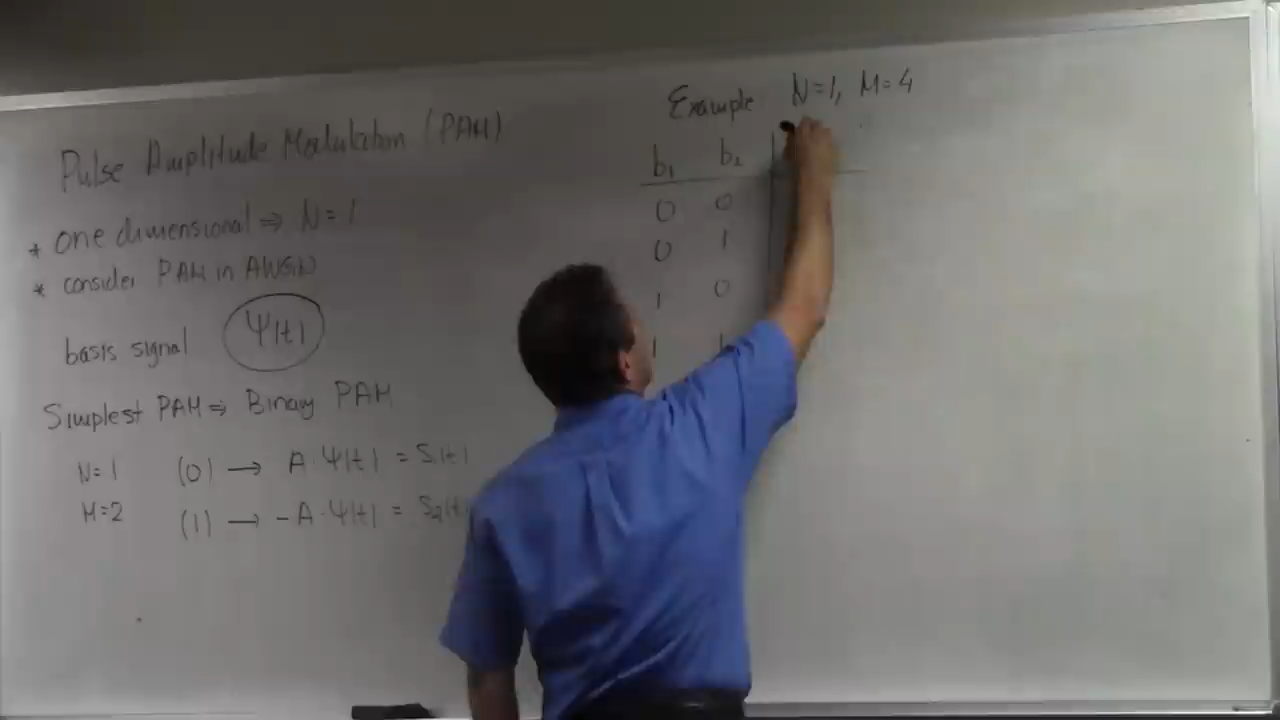 Pulse Amplitude Modulation (PAM)
* one dimensional ⇒ N=1
* consider PAM in AWGN
basis signal ψ(t)
Simplest PAM ⇒ Binary PAM
N=1 (0) → A·ψ(t) = S₁(t)
M=2 (1) → -A·ψ(t) = S₂(t)
Example N=1, M=4
b₁ b₂
0 0
0 1
1 0
1 1